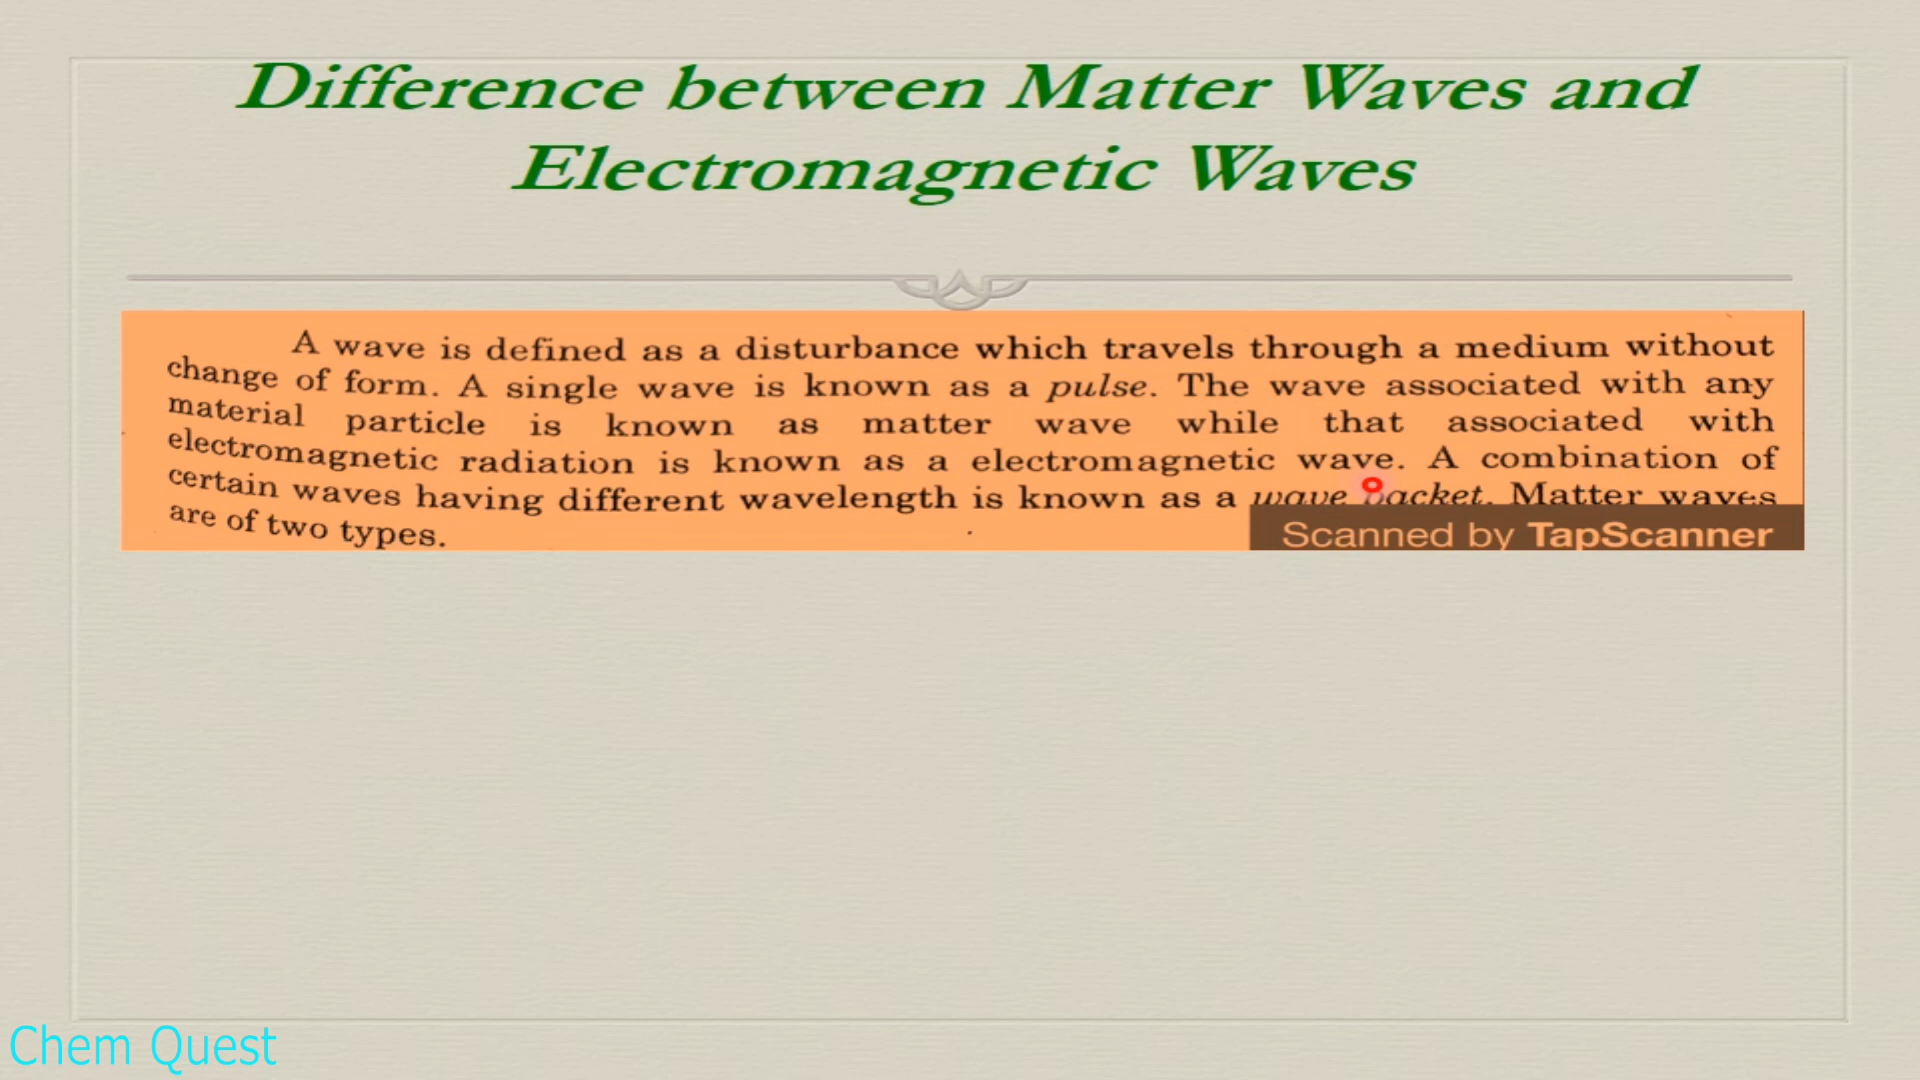 Difference between Matter Waves and
Electromagnetic Waves
A wave is defined as a disturbance which travels through a medium without
change of form. A single wave is known as a pulse. The wave associated with any
material particle is known as matter wave while that associated with
electromagnetic radiation is known as a electromagnetic wave. A combination of
certain waves having different wavelength is known as a wave packet. Matter waves
are of two types.
Scanned by TapScanner
Chem Quest